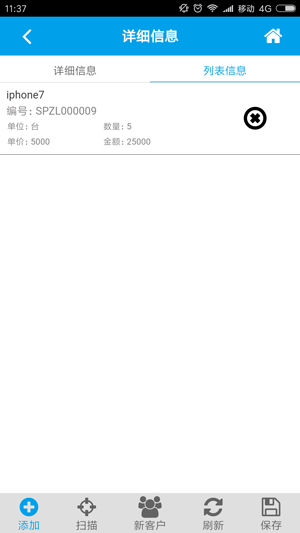 11:37 移动 4G
详细信息
详细信息 列表信息
iphone7
编号: SPZL000009
单位: 台 数量: 5
单价: 5000 金额: 25000
添加 扫描 新客户 刷新 保存